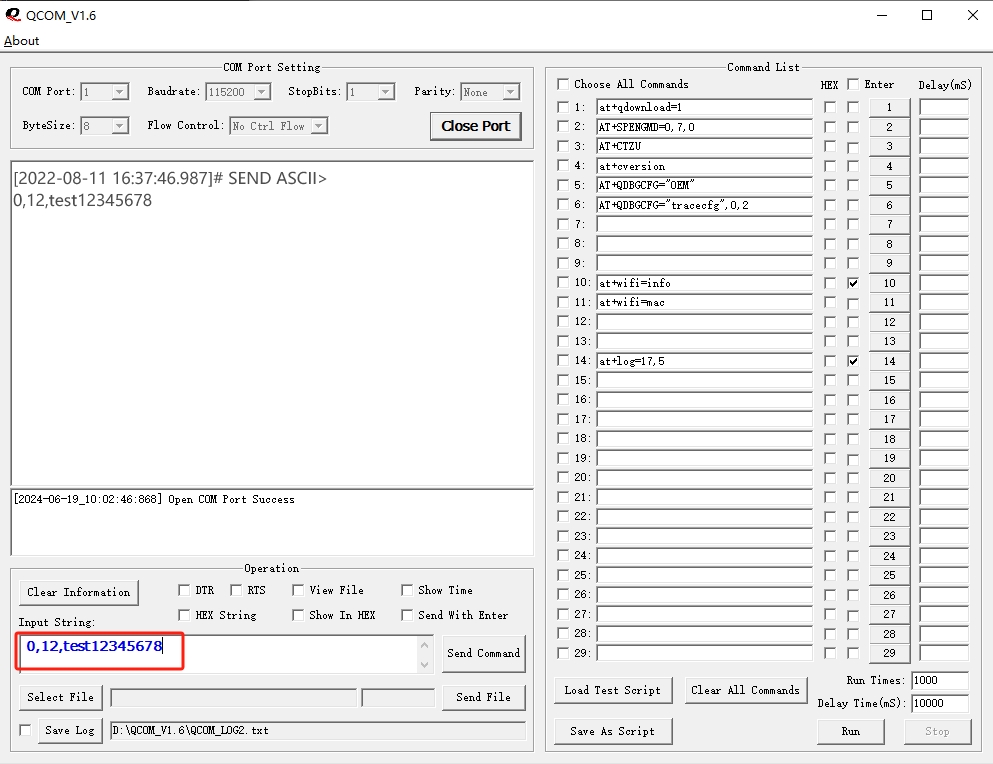 QCOM_V1.6
About
COM Port Setting
COM Port: 1 Baudrate: 115200 StopBits: 1 Parity: None
ByteSize: 8 Flow Control: No Ctrl Flow Close Port
[2022-08-11 16:37:46.987]# SEND ASCII>
0,12,test12345678
[2024-06-19_10:02:46:868] Open COM Port Success
Operation
Clear Information DTR RTS View File Show Time
HEX String Show In HEX Send With Enter
Input String:
0,12,test12345678
Send Command
Select File Send File
Save Log D:\QCOM_V1.6\QCOM_LOG2.txt
Command List
Choose All Commands HEX Enter Delay(mS)
1: at+qdownload=1 1
2: AT+SPENGMD=0,7,0 2
3: AT+CTZU 3
4: at+cversion 4
5: AT+QDBGCFG="OEM" 5
6: AT+QDBGCFG="tracecfg",0,2 6
7: 7
8: 8
9: 9
10: at+wifi=info 10
11: at+wifi=mac 11
12: 12
13: 13
14: at+log=17,5 14
15: 15
16: 16
17: 17
18: 18
19: 19
20: 20
21: 21
22: 22
23: 23
24: 24
25: 25
26: 26
27: 27
28: 28
29: 29
Load Test Script Clear All Commands Run Times: 1000
Delay Time(mS): 10000
Save As Script Run Stop